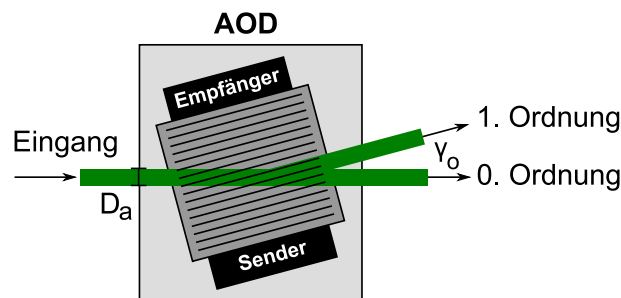 AOD
Empfänger
Eingang
1. Ordnung
γo
0. Ordnung
Da
Sender